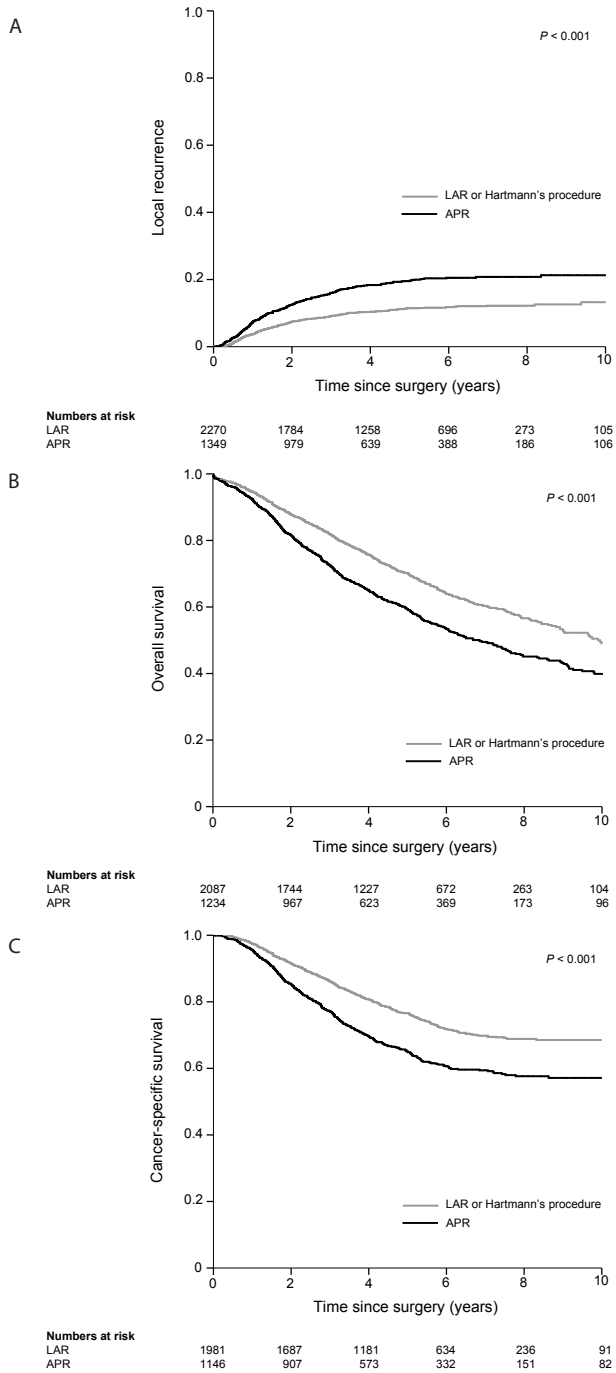 A
1.0
P < 0.001
0.8
0.6
Local recurrence
LAR or Hartmann's procedure
0.4
APR
0.2
0
0 2 4 6 8 10
Time since surgery (years)
Numbers at risk
LAR 2270 1784 1258 696 273 105
APR 1349 979 639 388 186 106
B
1.0
P < 0.001
0.8
0.6
Overall survival
0.4
LAR or Hartmann's procedure
0.2
APR
0
0 2 4 6 8 10
Time since surgery (years)
Numbers at risk
LAR 2087 1744 1227 672 263 104
APR 1234 967 623 369 173 96
C
1.0
P < 0.001
0.8
0.6
Cancer-specific survival
0.4
0.2
LAR or Hartmann's procedure
APR
0
0 2 4 6 8 10
Time since surgery (years)
Numbers at risk
LAR 1981 1687 1181 634 236 91
APR 1146 907 573 332 151 82